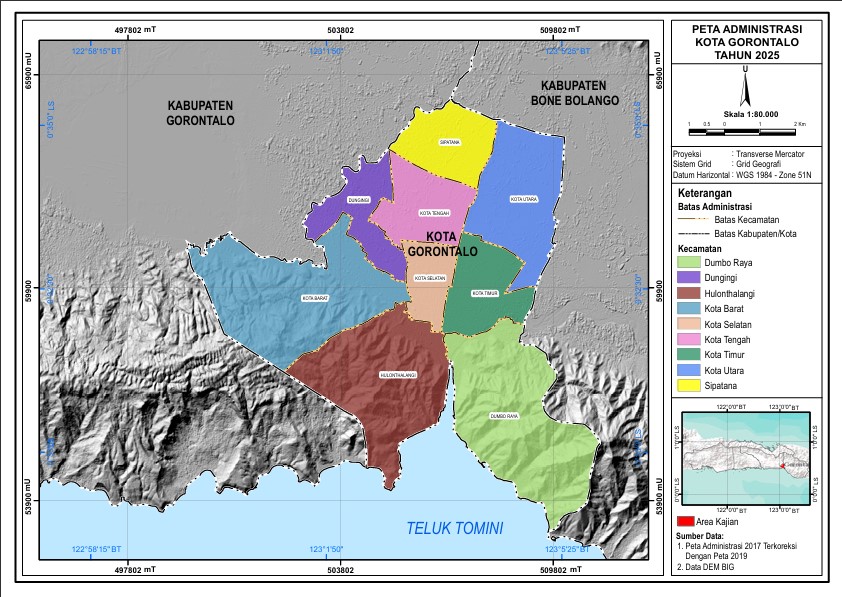 PETA ADMINISTRASI
KOTA GORONTALO
TAHUN 2025
U
Skala 1:80.000
1 0.5 0 1 2 Km
Proyeksi : Transverse Mercator
Sistem Grid : Grid Geografi
Datum Horizontal : WGS 1984 - Zone 51N
Keterangan
Batas Administrasi
Batas Kecamatan
Batas Kabupaten/Kota
Kecamatan
Dumbo Raya
Dungingi
Hulonthalangi
Kota Barat
Kota Selatan
Kota Tengah
Kota Timur
Kota Utara
Sipatana
122°0'0"BT 123°0'0"BT
1°0'0"LS 1°0'0"LS
0°0'0"LS 0°0'0"LS
122°0'0"BT 123°0'0"BT
Area Kajian
Sumber Data:
1. Peta Administrasi 2017 Terkoreksi
Dengan Peta 2019
2. Data DEM BIG
497802 mT 503802 mT 509802 mT
122°58'15"BT 123°1'50" 123°5'25"BT
65900 mU 65900 mU
0°35'0"LS 0°35'0"LS
KABUPATEN
GORONTALO
KABUPATEN
BONE BOLANGO
SIPATANA
DUNGINGI
KOTA UTARA
KOTA TENGAH
KOTA
GORONTALO
KOTA SELATAN
KOTA TIMUR
KOTA BARAT
59900 59900
HULONTHALANGI
DUMBO RAYA
53900 mU 53900 mU
TELUK TOMINI
122°58'15"BT 123°1'50" 123°5'25"BT
497802 mT 503802 mT 509802 mT